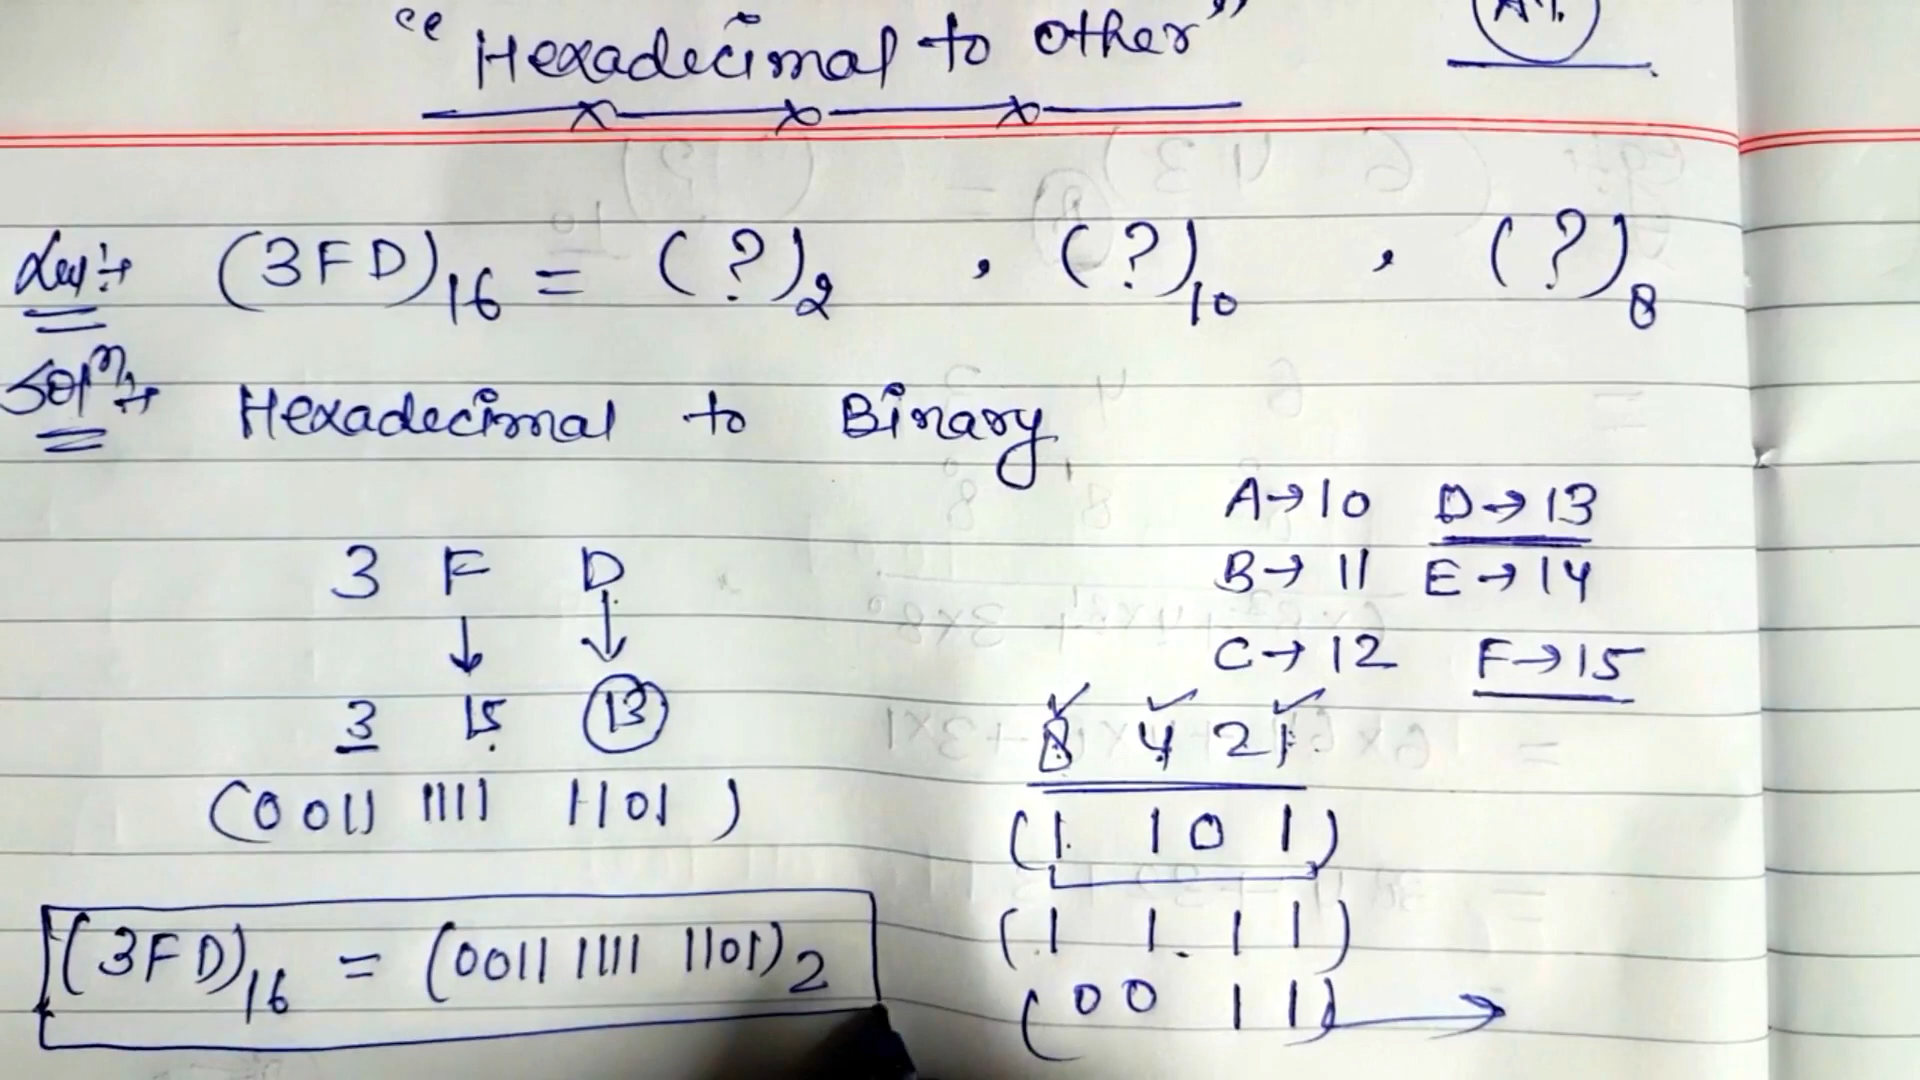 "Hexadecimal to other"
(3FD)16 = (?)2 , (?)10 , (?)8
Solⁿ:→ Hexadecimal to Binary
A→10 D→13
3 F D
B→11 E→14
↓ ↓
C→12 F→15
3 15 13
8 4 2 1
(0011 1111 1101)
(1 1 0 1)
(3FD)16 = (0011 1111 1101)2
(1 1 1 1)
(0 0 1 1)→